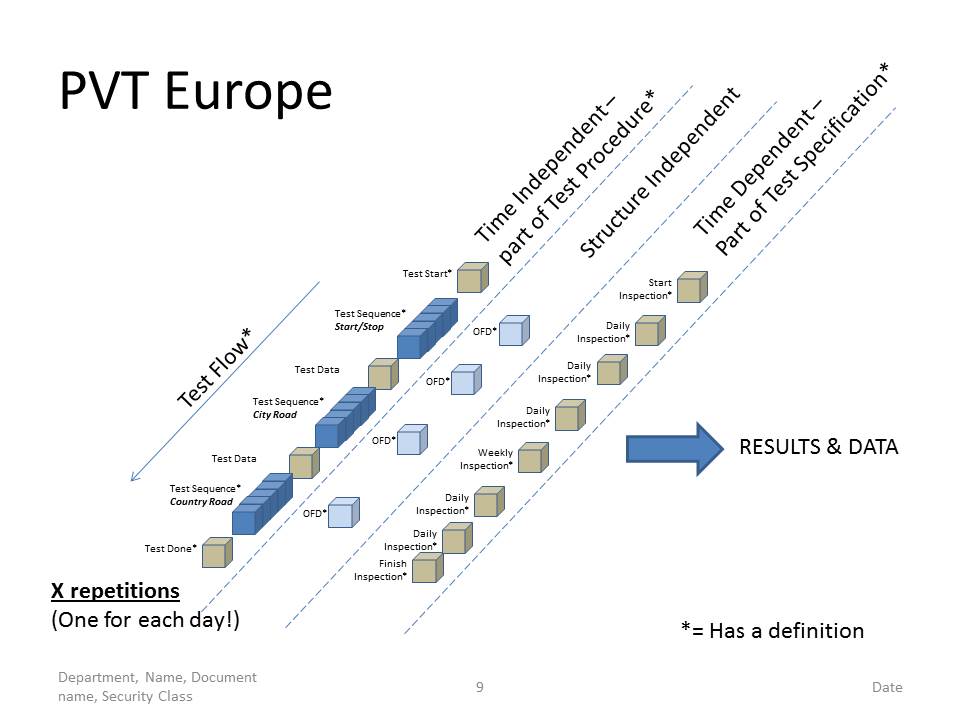 PVT Europe
Time Independent –
part of Test Procedure*
Structure Independent
Time Dependent –
Part of Test Specification*
Test Flow*
Test Start*
Test Sequence*
Start/Stop
Test Data
Test Sequence*
City Road
Test Data
Test Sequence*
Country Road
Test Done*
OFD*
OFD*
OFD*
OFD*
Start
Inspection*
Daily
Inspection*
Daily
Inspection*
Daily
Inspection*
Weekly
Inspection*
Daily
Inspection*
Daily
Inspection*
Finish
Inspection*
RESULTS & DATA
X repetitions
(One for each day!)
*= Has a definition
Department, Name, Document
name, Security Class
9
Date